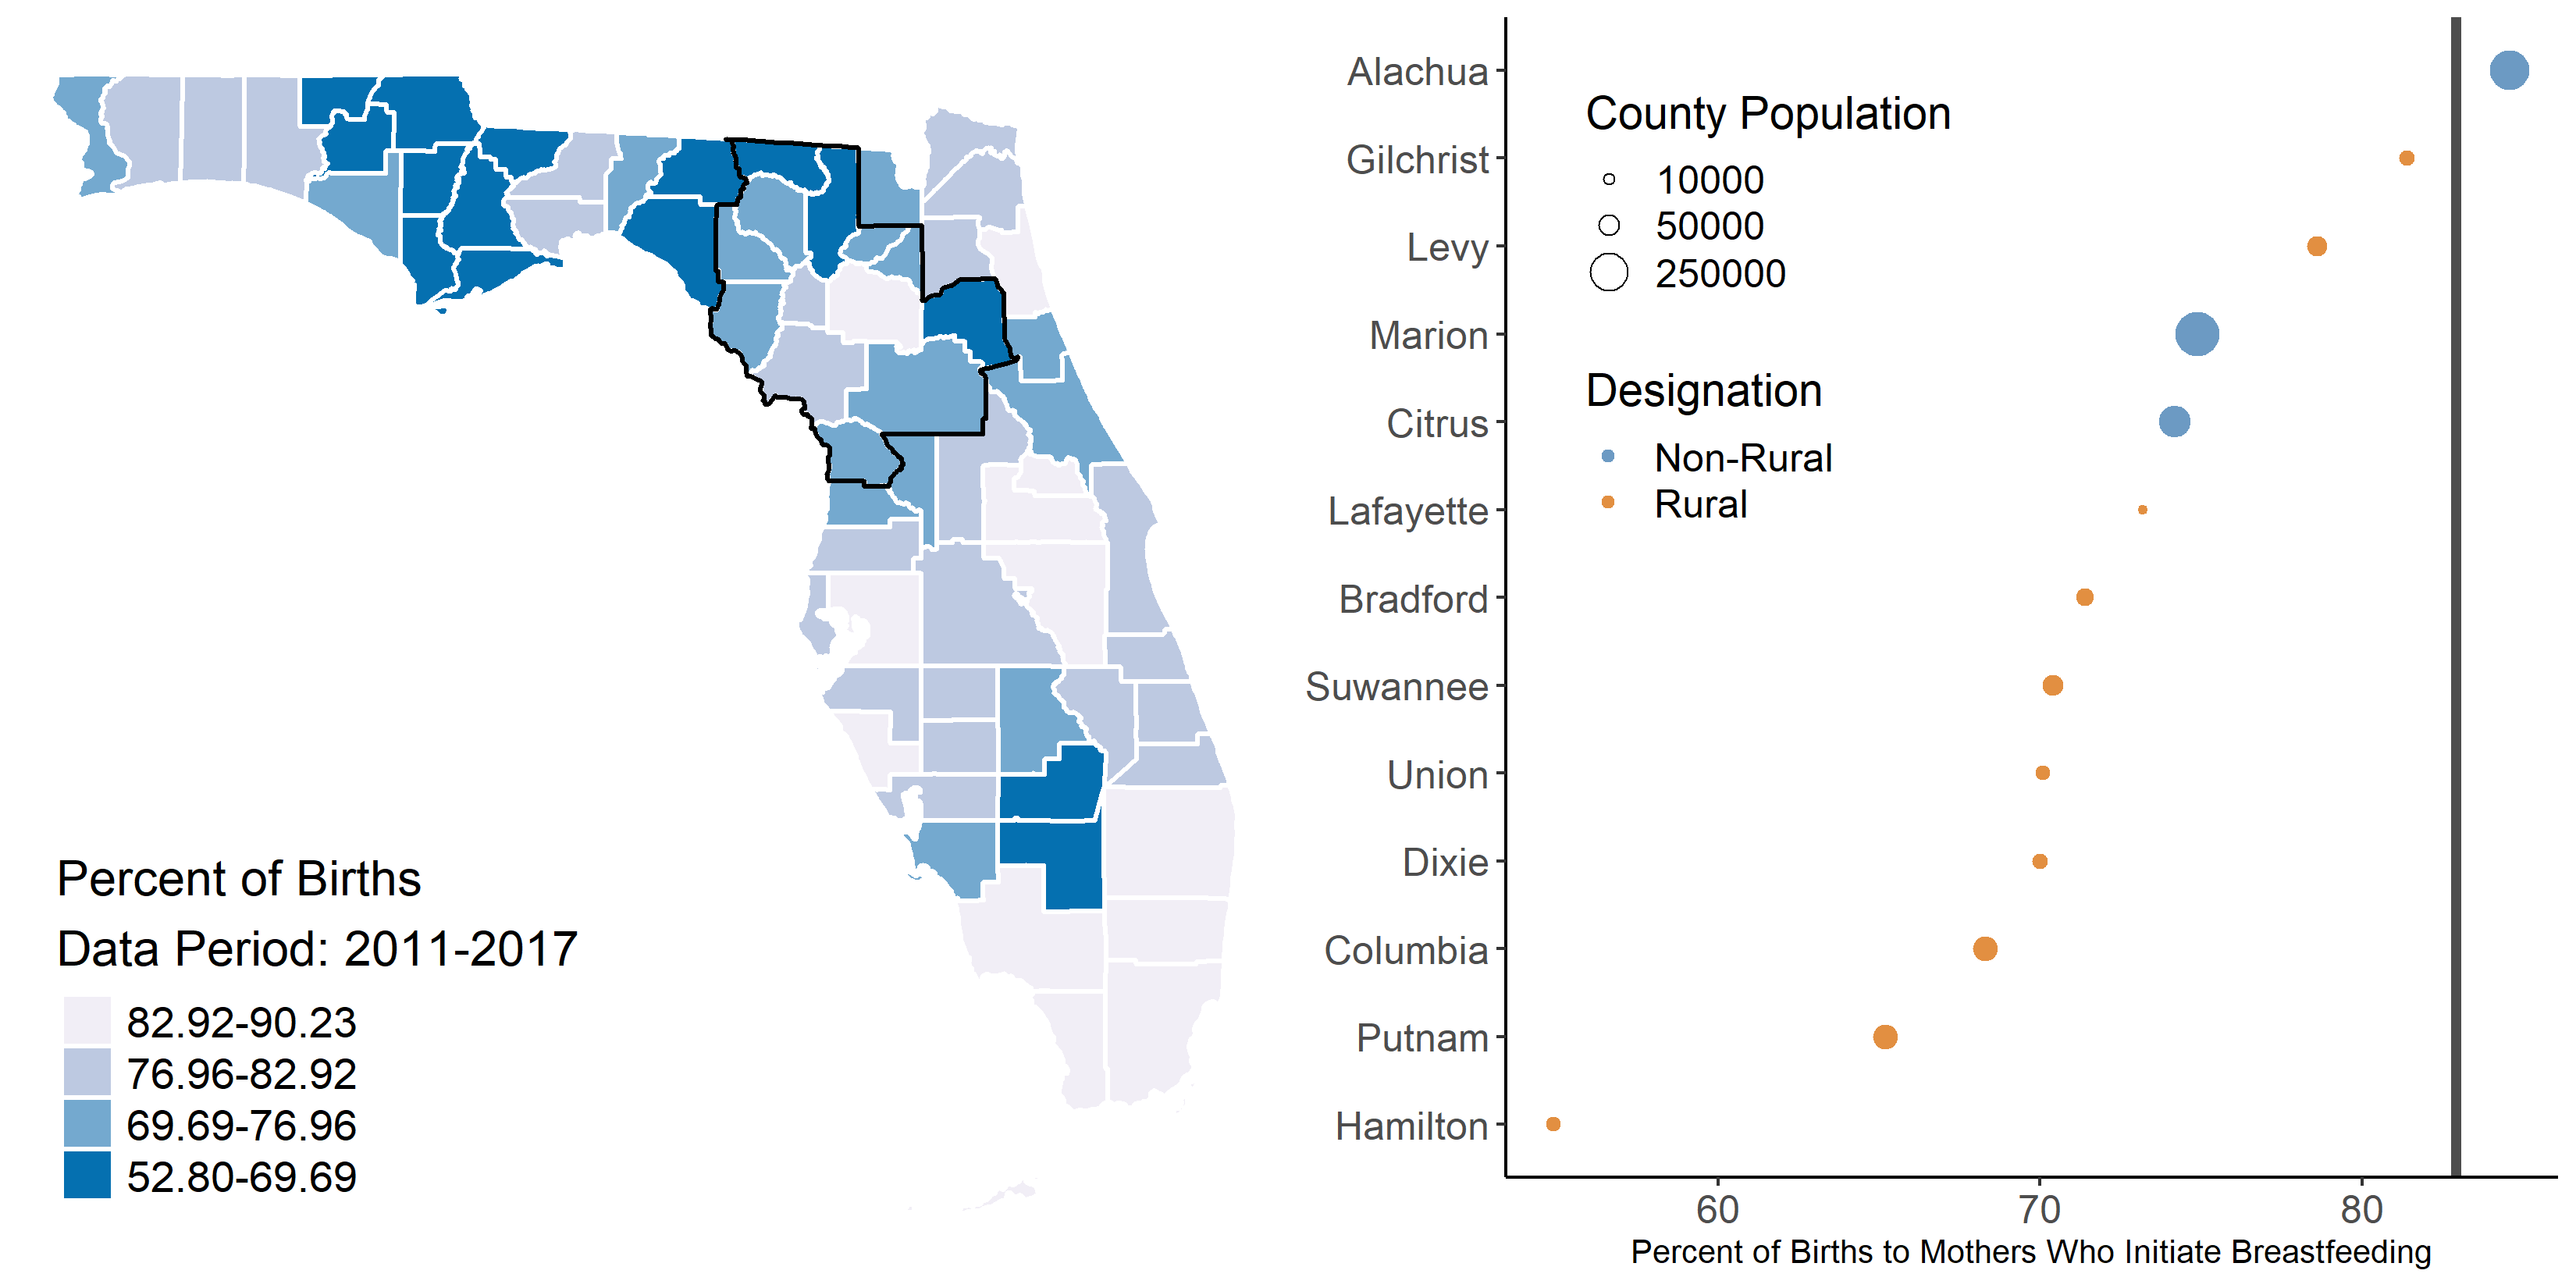 Percent of Births
Data Period: 2011-2017
82.92-90.23
76.96-82.92
69.69-76.96
52.80-69.69
Alachua
Gilchrist
Levy
Marion
Citrus
Lafayette
Bradford
Suwannee
Union
Dixie
Columbia
Putnam
Hamilton
County Population
10000
50000
250000
Designation
Non-Rural
Rural
60 70 80
Percent of Births to Mothers Who Initiate Breastfeeding